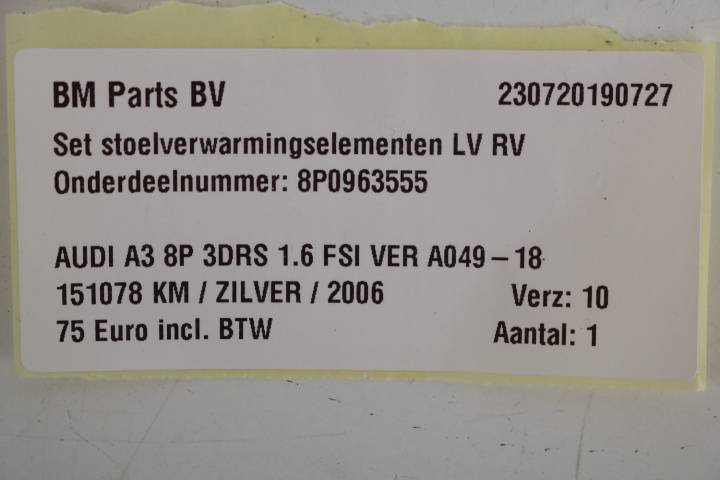 BM Parts BV 230720190727
Set stoelverwarmingselementen LV RV
Onderdeelnummer: 8P0963555
AUDI A3 8P 3DRS 1.6 FSI VER A049-18
151078 KM / ZILVER / 2006 Verz: 10
75 Euro incl. BTW Aantal: 1